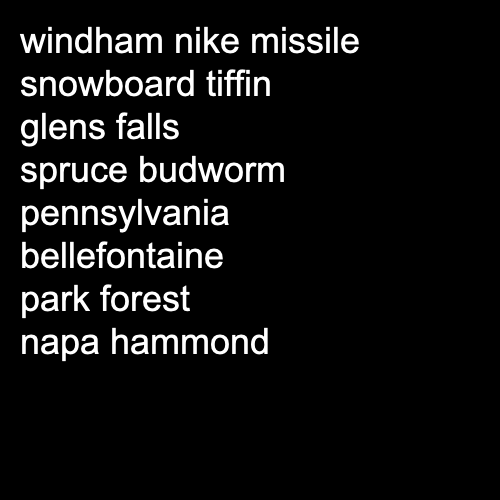 windham nike missile
snowboard tiffin
glens falls
spruce budworm
pennsylvania
bellefontaine
park forest
napa hammond